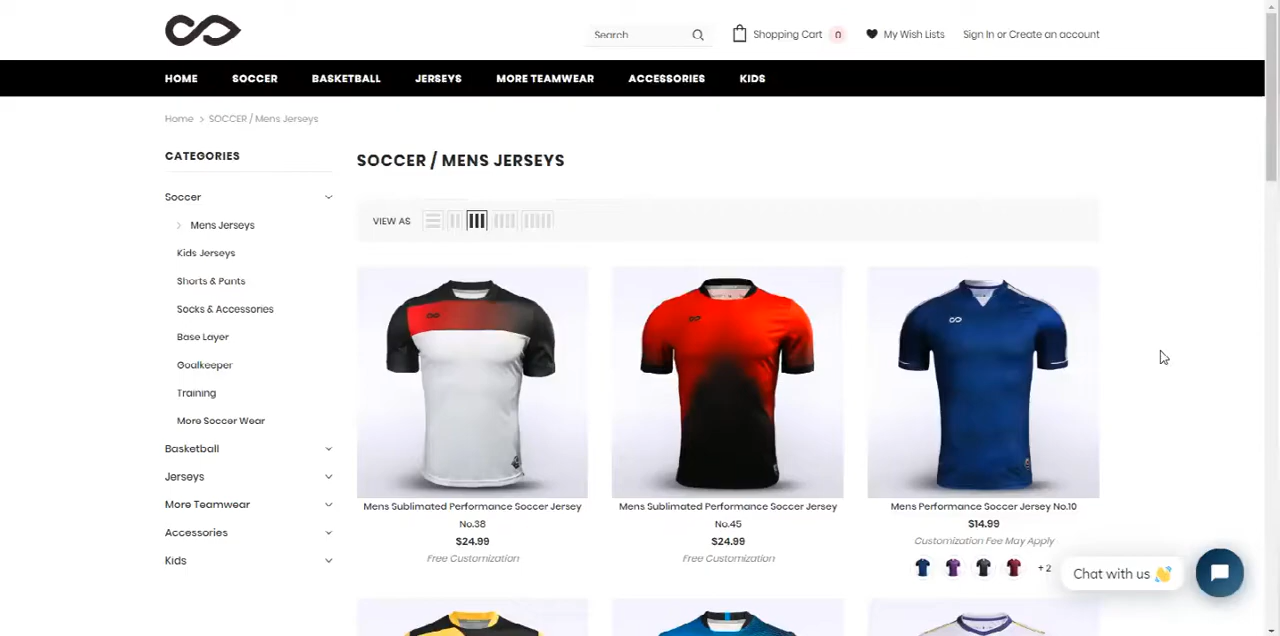 Search
Shopping Cart 0
My Wish Lists
Sign In or Create an account
HOME SOCCER BASKETBALL JERSEYS MORE TEAMWEAR ACCESSORIES KIDS
Home > SOCCER / Mens Jerseys
CATEGORIES
Soccer
Mens Jerseys
Kids Jerseys
Shorts & Pants
Socks & Accessories
Base Layer
Goalkeeper
Training
More Soccer Wear
Basketball
Jerseys
More Teamwear
Accessories
Kids
SOCCER / MENS JERSEYS
VIEW AS
Mens Sublimated Performance Soccer Jersey
No.38
$24.99
Free Customization
Mens Sublimated Performance Soccer Jersey
No.45
$24.99
Free Customization
Mens Performance Soccer Jersey No.10
$14.99
Customization Fee May Apply
+ 2
Chat with us 👋